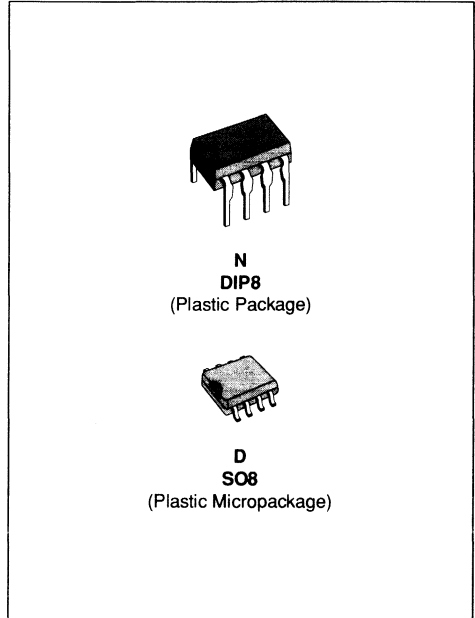 N
DIP8
(Plastic Package)
D
SO8
(Plastic Micropackage)